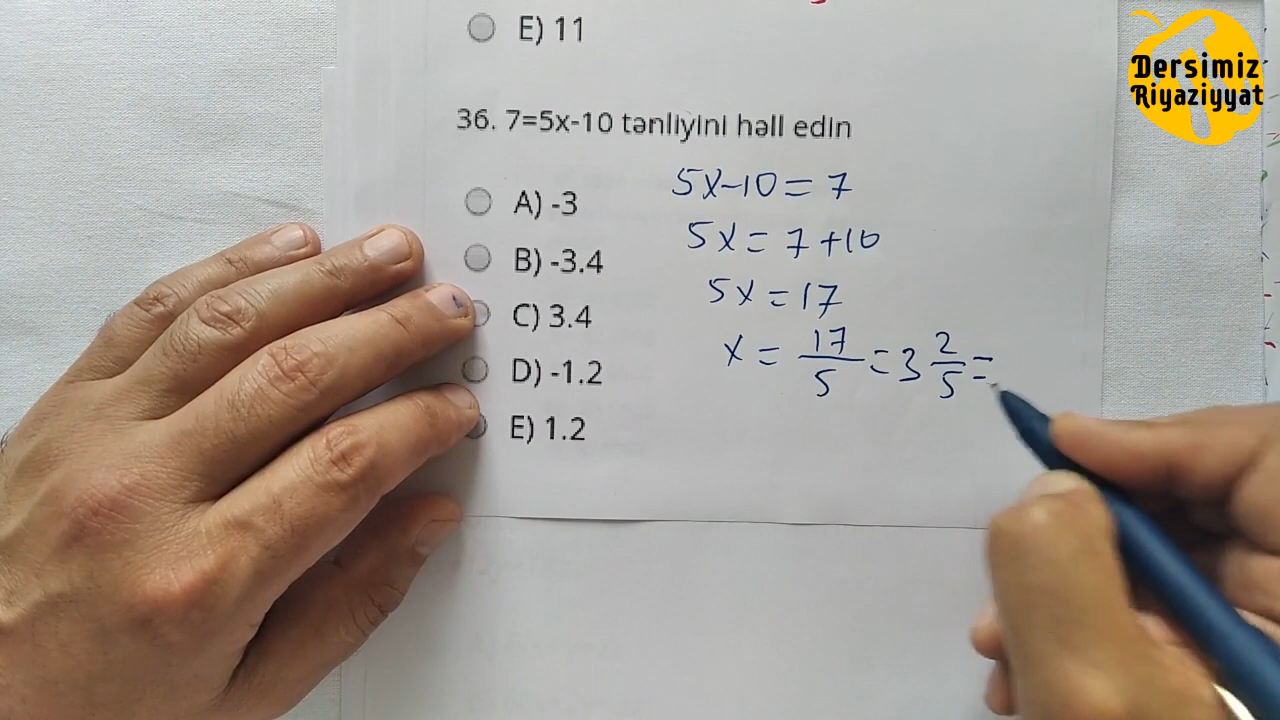 E) 11
Dersimiz
Riyaziyyat
36. 7=5x-10 tənliyini həll edin
A) -3
B) -3.4
C) 3.4
D) -1.2
E) 1.2
5x-10=7
5x=7+10
5x=17
x= 17/5 =3 2/5 =